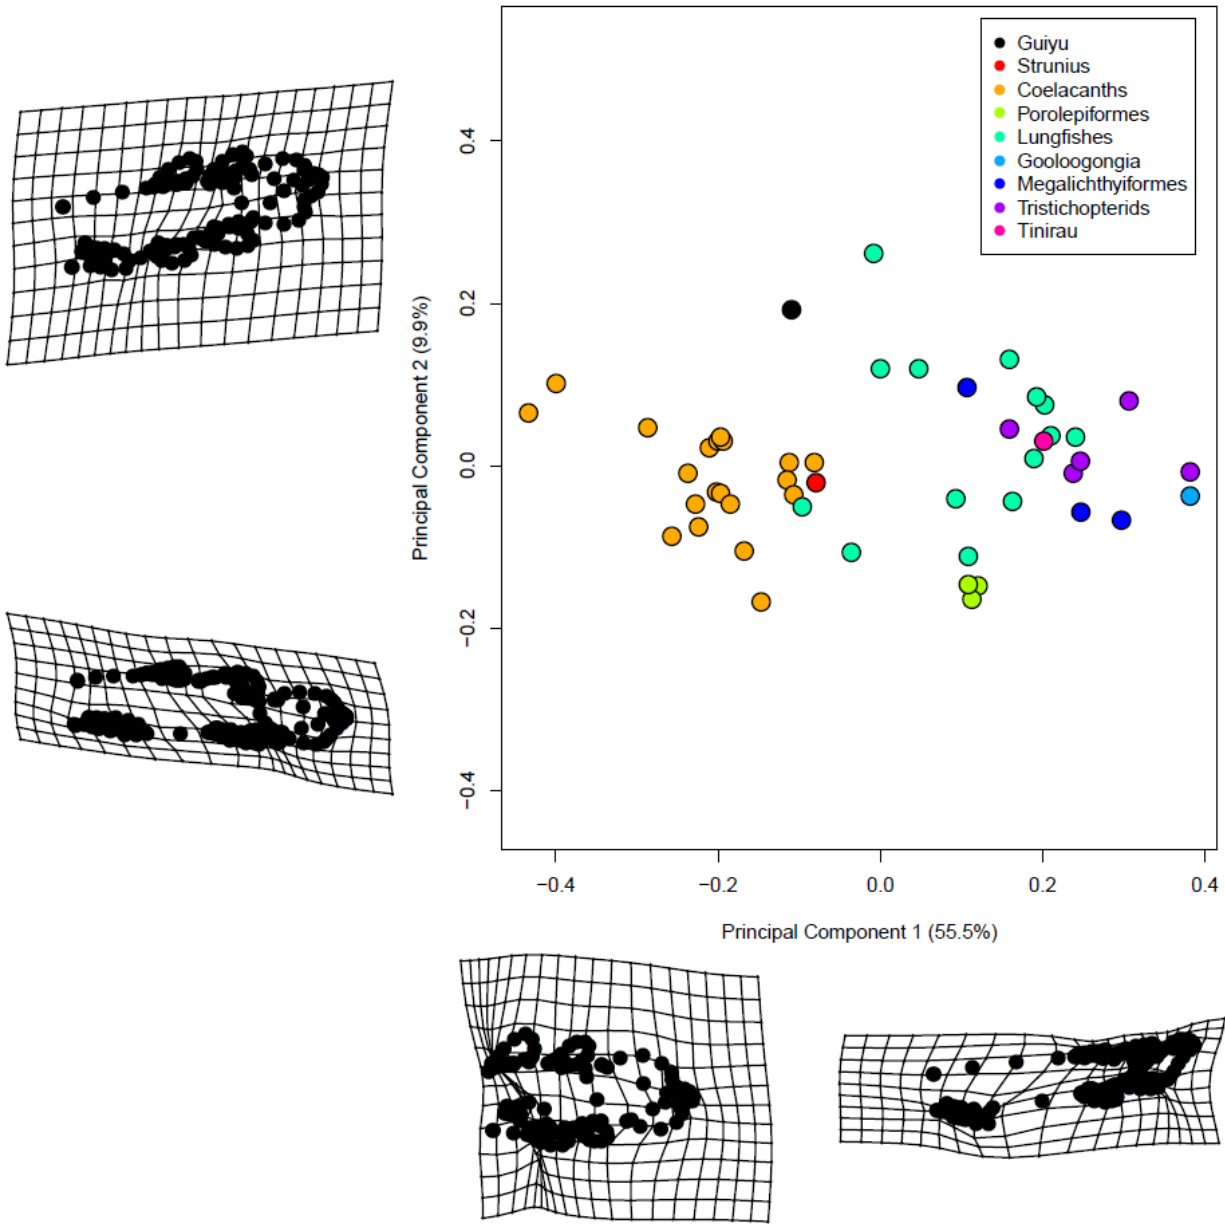 Guiyu
Strunius
Coelacanths
Porolepiformes
Lungfishes
Gooloogongia
Megalichthyiformes
Tristichopterids
Tinirau
Principal Component 2 (9.9%)
0.4
0.2
0.0
−0.2
−0.4
−0.4 −0.2 0.0 0.2 0.4
Principal Component 1 (55.5%)